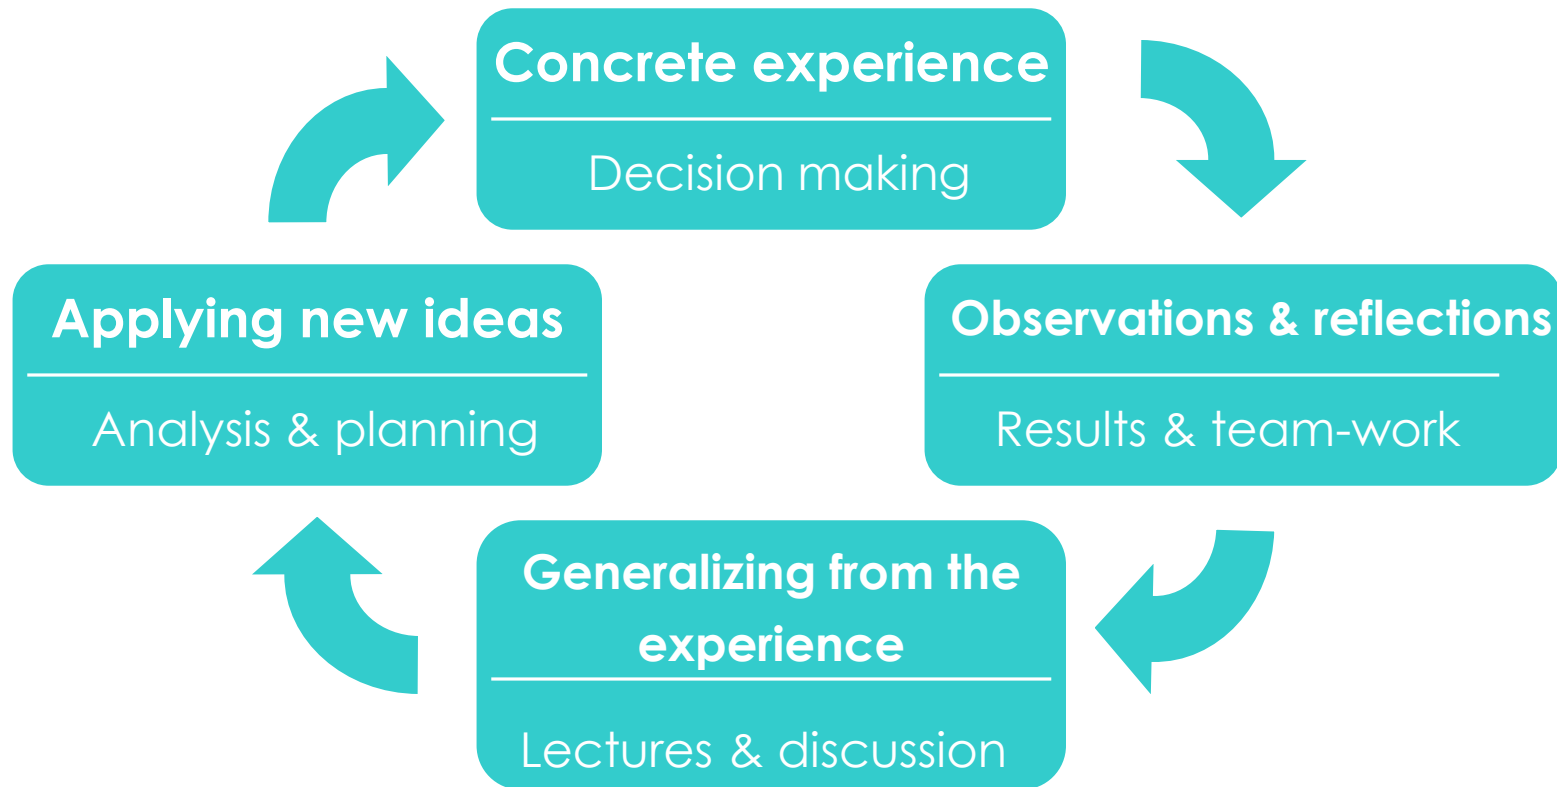 Concrete experience
Decision making
Observations & reflections
Results & team-work
Generalizing from the
experience
Lectures & discussion
Applying new ideas
Analysis & planning